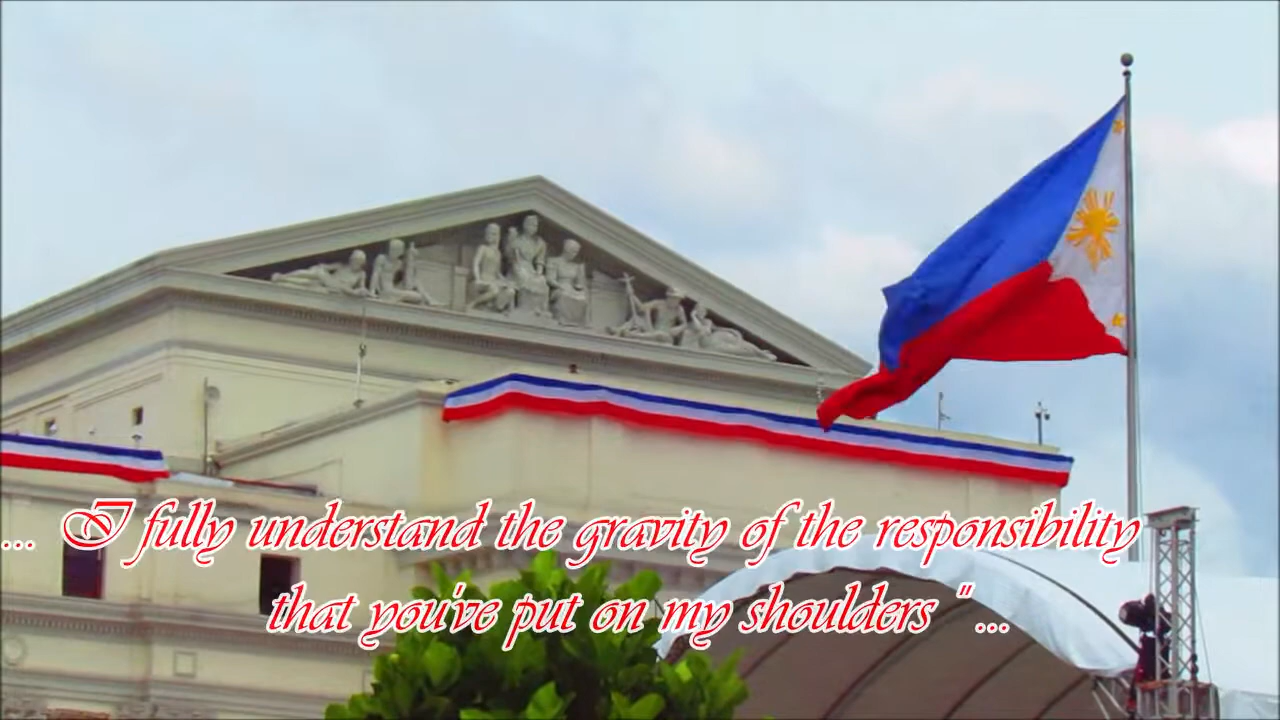 ... I fully understand the gravity of the responsibility
that you've put on my shoulders "...